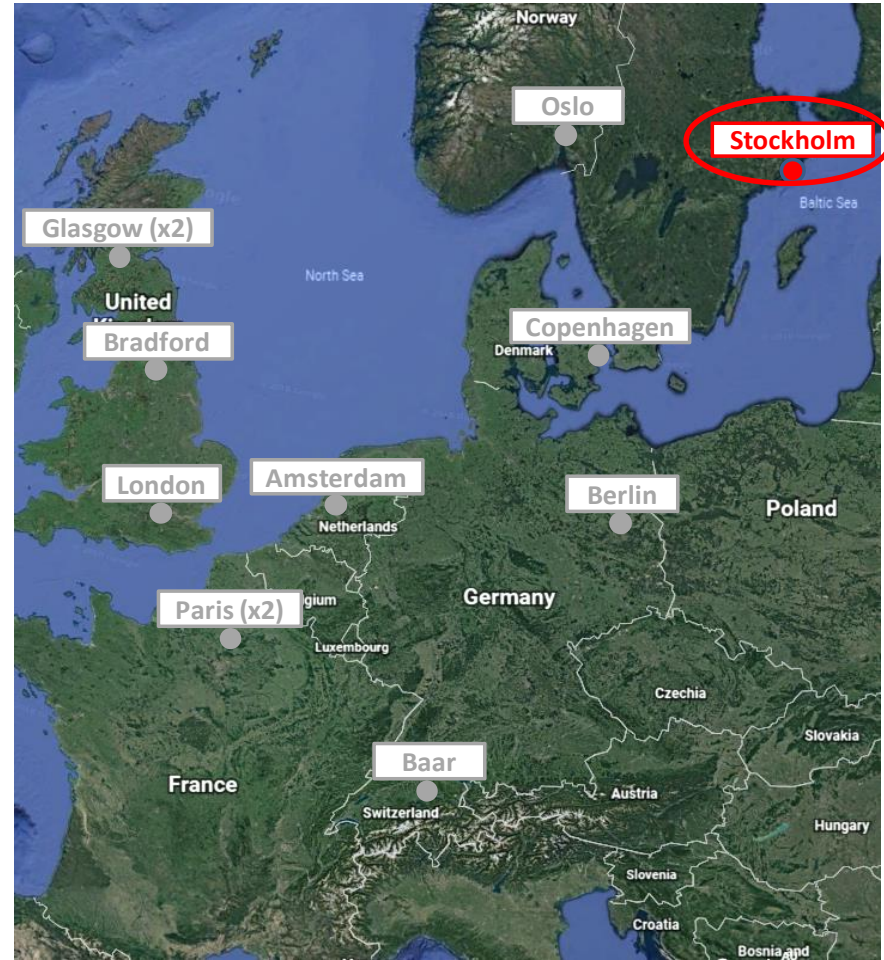 Norway
Oslo
Stockholm
Baltic Sea
Glasgow (x2)
North Sea
United
Bradford
Copenhagen
Denmark
London
Amsterdam
Netherlands
Berlin
Poland
Paris (x2)
gium
Germany
Luxembourg
Czechia
Slovakia
Baar
France
Switzerland
Austria
Hungary
Slovenia
Croatia
Bosnia and